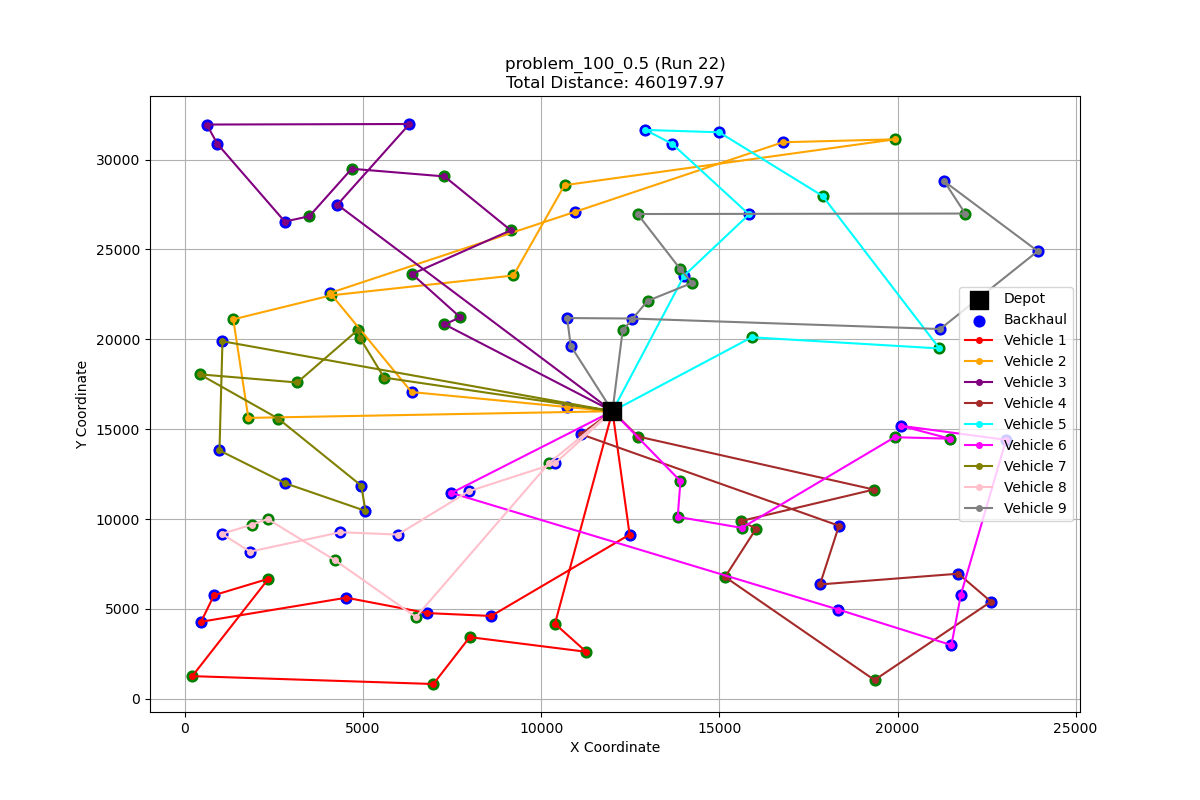 problem_100_0.5 (Run 22)
Total Distance: 460197.97
Y Coordinate
30000
25000
20000
15000
10000
5000
0
Depot
Backhaul
Vehicle 1
Vehicle 2
Vehicle 3
Vehicle 4
Vehicle 5
Vehicle 6
Vehicle 7
Vehicle 8
Vehicle 9
0 5000 10000 15000 20000 25000
X Coordinate